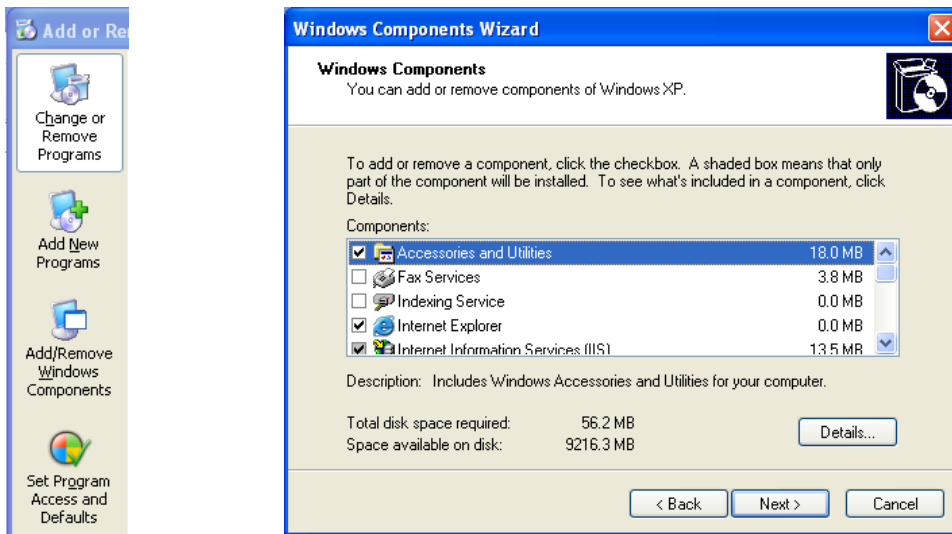 Add or Re
Change or
Remove
Programs
Add New
Programs
Add/Remove
Windows
Components
Set Program
Access and
Defaults
Windows Components Wizard
Windows Components
You can add or remove components of Windows XP.
To add or remove a component, click the checkbox. A shaded box means that only
part of the component will be installed. To see what's included in a component, click
Details.
Components:
Accessories and Utilities 18.0 MB
Fax Services 3.8 MB
Indexing Service 0.0 MB
Internet Explorer 0.0 MB
Internet Information Services (IIS) 13.5 MB
Description: Includes Windows Accessories and Utilities for your computer.
Total disk space required: 56.2 MB
Space available on disk: 9216.3 MB
Details...
< Back Next > Cancel